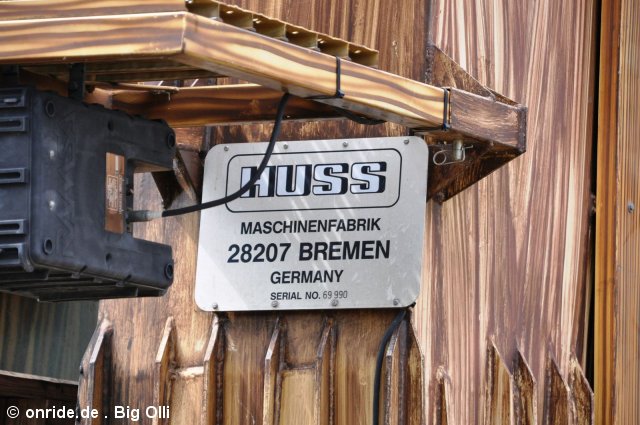 HUSS
MASCHINENFABRIK
28207 BREMEN
GERMANY
SERIAL NO. 69 990
© onride.de . Big Olli